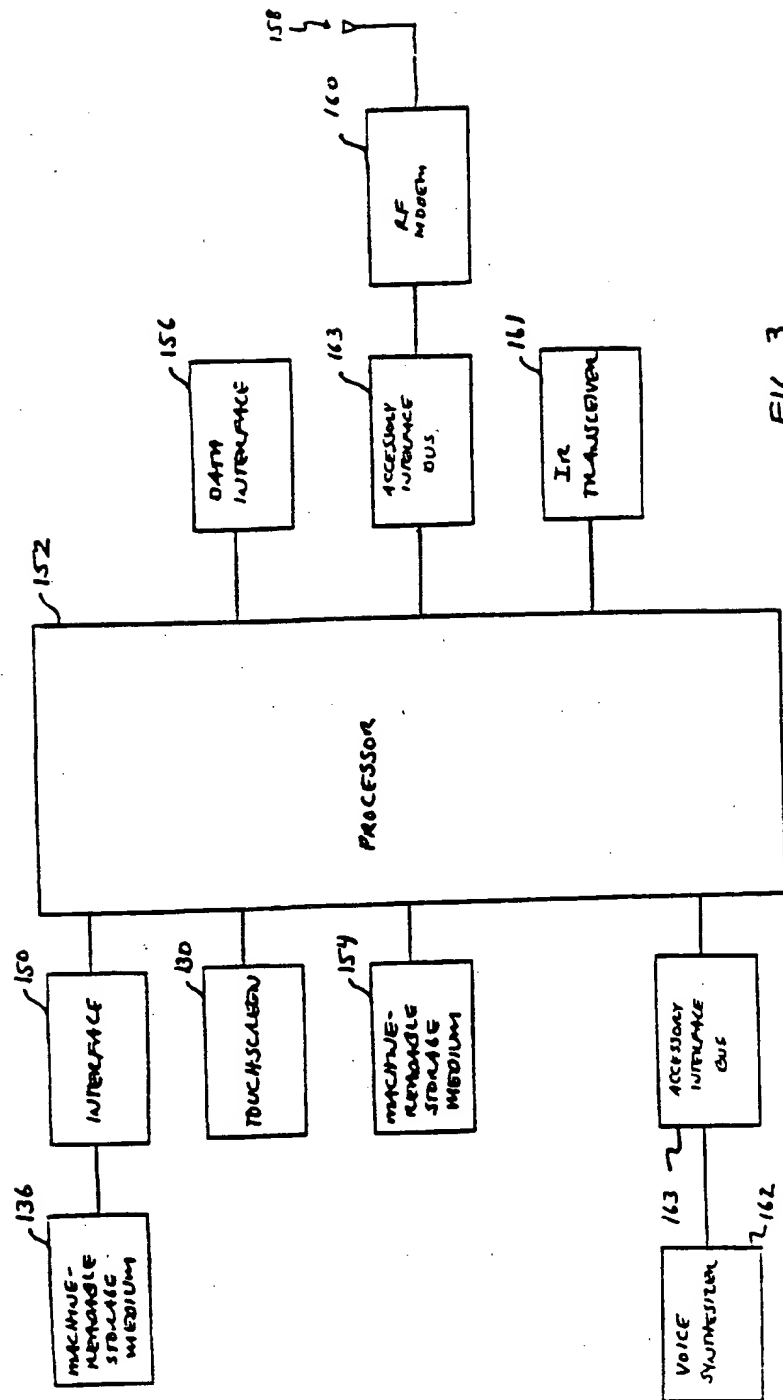 136
MACHINE-
READABLE
STORAGE
MEDIUM
150
INTERFACE
130
TOUCHSCREEN
154
MACHINE-
READABLE
STORAGE
MEDIUM
VOICE
SYNTHESIZER
162
163
ACCESSORY
INTERFACE
BUS
152
PROCESSOR
156
DATA
INTERFACE
163
ACCESSORY
INTERFACE
BUS
160
RF
MODEM
158
161
IR
TRANSCEIVER
FIG. 3